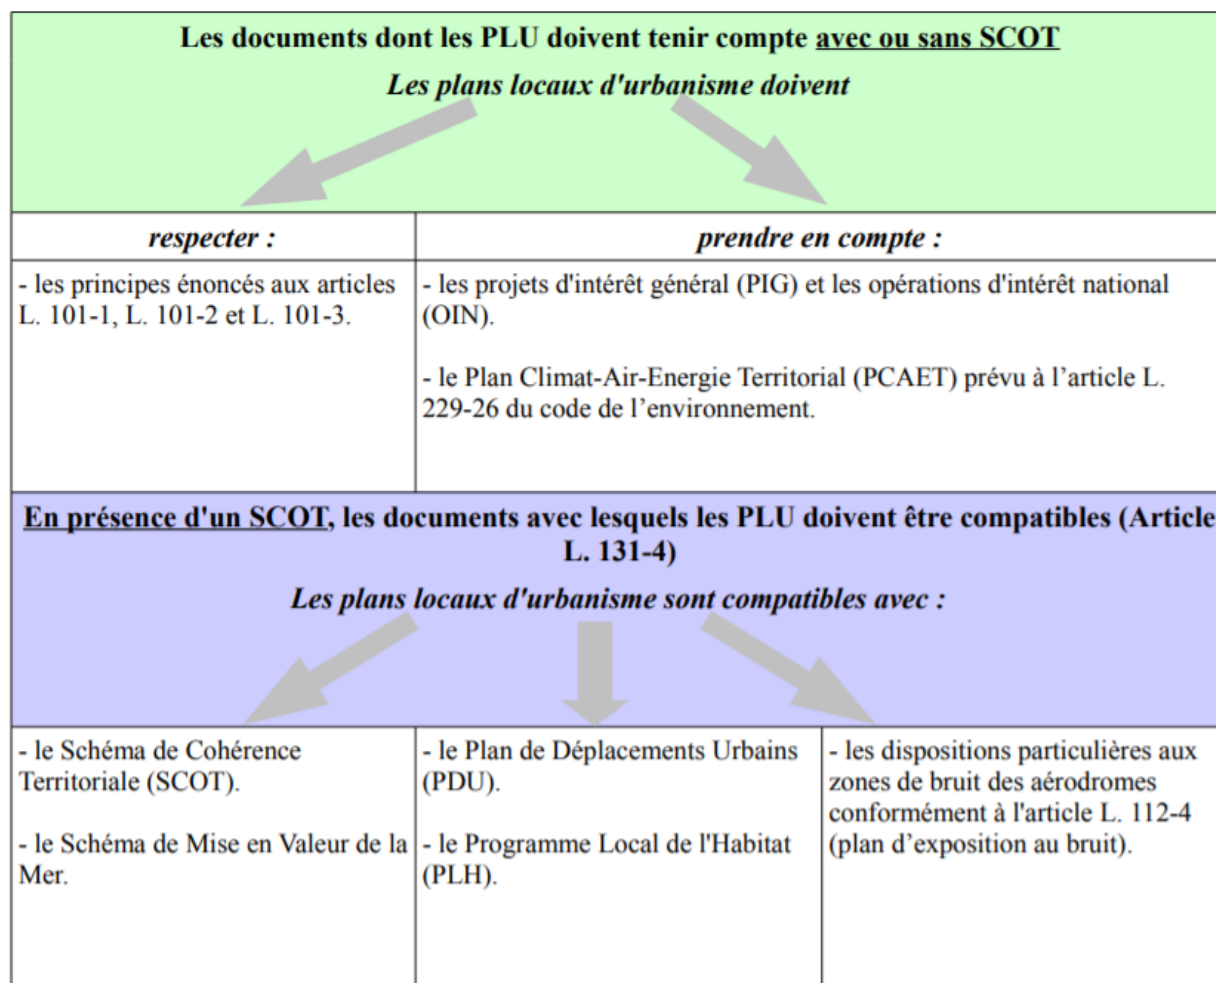 Les documents dont les PLU doivent tenir compte avec ou sans SCOT
Les plans locaux d'urbanisme doivent
respecter :
prendre en compte :
- les principes énoncés aux articles
L. 101-1, L. 101-2 et L. 101-3.
- les projets d'intérêt général (PIG) et les opérations d'intérêt national
(OIN).
- le Plan Climat-Air-Energie Territorial (PCAET) prévu à l’article L.
229-26 du code de l’environnement.
En présence d'un SCOT, les documents avec lesquels les PLU doivent être compatibles (Article
L. 131-4)
Les plans locaux d'urbanisme sont compatibles avec :
- le Schéma de Cohérence
Territoriale (SCOT).
- le Schéma de Mise en Valeur de la
Mer.
- le Plan de Déplacements Urbains
(PDU).
- le Programme Local de l'Habitat
(PLH).
- les dispositions particulières aux
zones de bruit des aérodromes
conformément à l'article L. 112-4
(plan d’exposition au bruit).